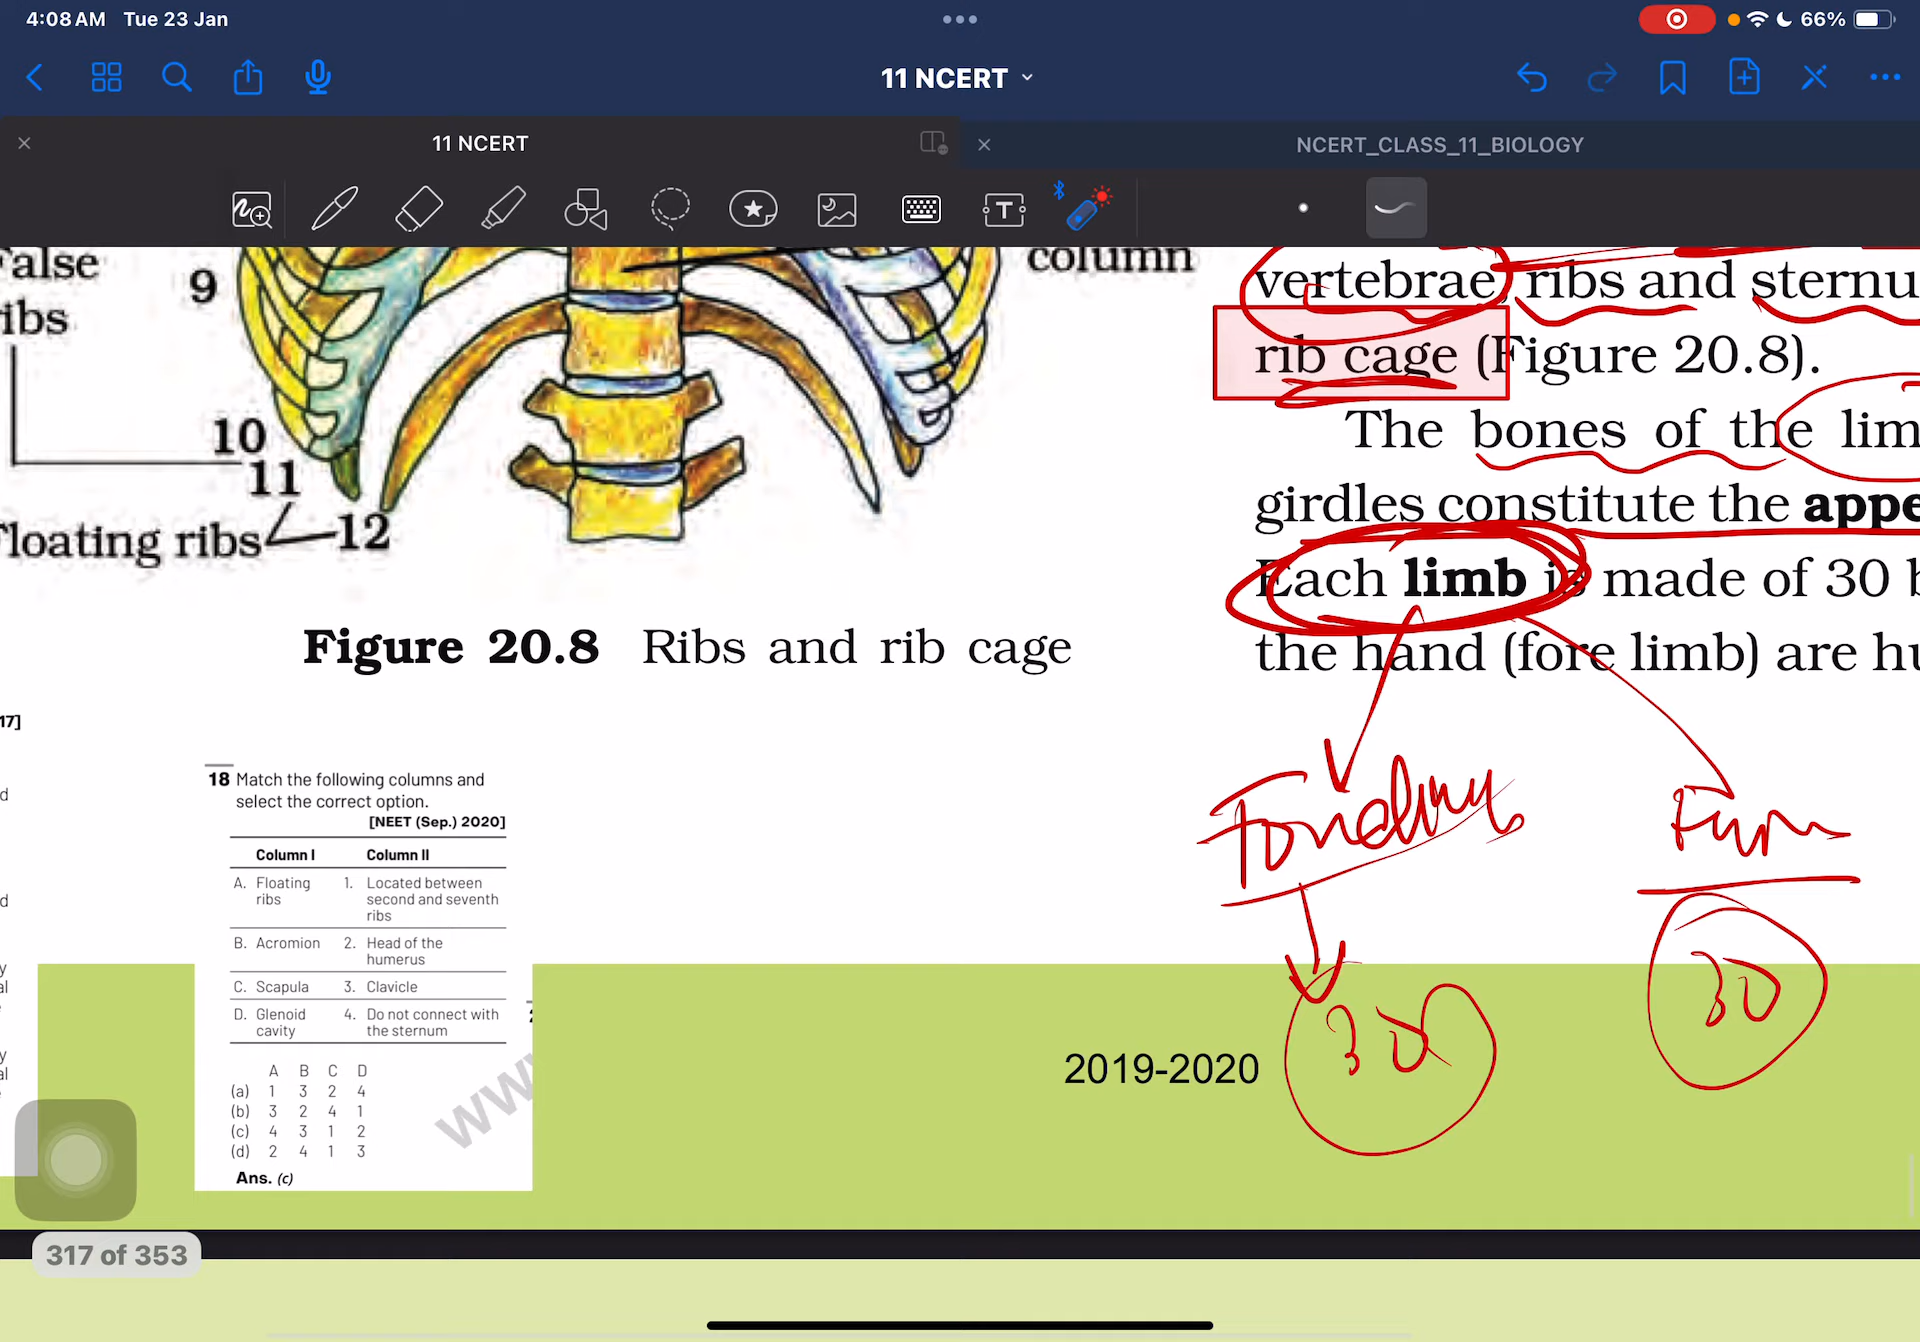 4:08 AM Tue 23 Jan
66%
11 NCERT
11 NCERT
NCERT_CLASS_11_BIOLOGY
T
alse
ibs
9
10
11
12
loating ribs
column
Figure 20.8 Ribs and rib cage
vertebrae, ribs and sternu
rib cage (Figure 20.8).
The bones of the lim
girdles constitute the appe
Each limb is made of 30 b
the hand (fore limb) are hu
30
30
17]
18 Match the following columns and
select the correct option.
[NEET (Sep.) 2020]
Column I Column II
A. Floating 1. Located between
ribs second and seventh
ribs
B. Acromion 2. Head of the
humerus
C. Scapula 3. Clavicle
D. Glenoid 4. Do not connect with
cavity the sternum
A B C D
(a) 1 3 2 4
(b) 3 2 4 1
(c) 4 3 1 2
(d) 2 4 1 3
Ans. (c)
2019-2020
317 of 353